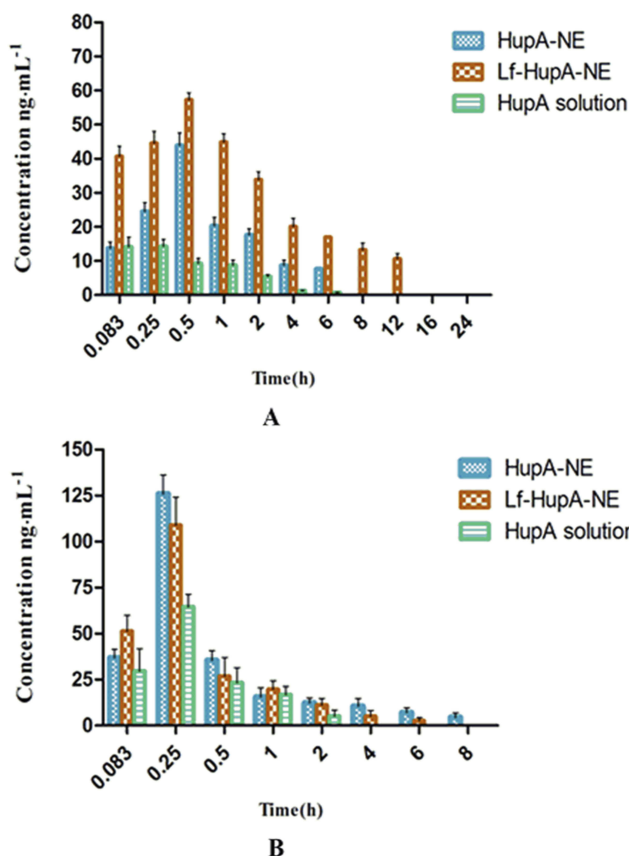 Concentration ng·mL⁻¹
80
70
60
50
40
30
20
10
0
HupA-NE
Lf-HupA-NE
HupA solution
0.083 0.25 0.5 1 2 4 6 8 12 16 24
Time(h)
A
Concentration ng·mL⁻¹
150
125
100
75
50
25
0
HupA-NE
Lf-HupA-NE
HupA solution
0.083 0.25 0.5 1 2 4 6 8
Time(h)
B